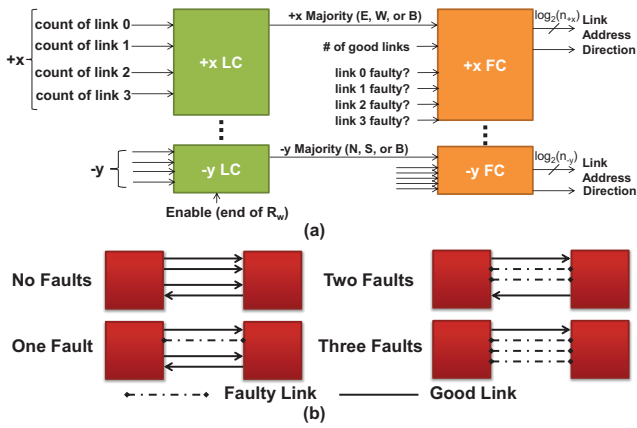 count of link 0
count of link 1
+x
count of link 2
count of link 3
+x LC
+x Majority (E, W, or B)
# of good links
link 0 faulty?
link 1 faulty?
link 2 faulty?
link 3 faulty?
+x FC
log2(n+x)
Link
Address
Direction
-y
-y LC
-y Majority (N, S, or B)
-y FC
log2(n-y)
Link
Address
Direction
Enable (end of Rw)
(a)
No Faults
Two Faults
One Fault
Three Faults
Faulty Link
Good Link
(b)